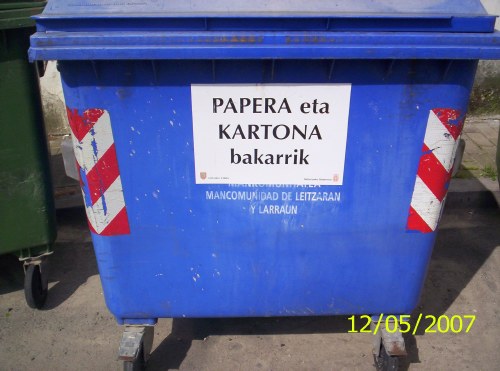 PAPERA eta
KARTONA
bakarrik
MANCOMUNIDAD DE LEITZARAN
Y LARRAUN
12/05/2007